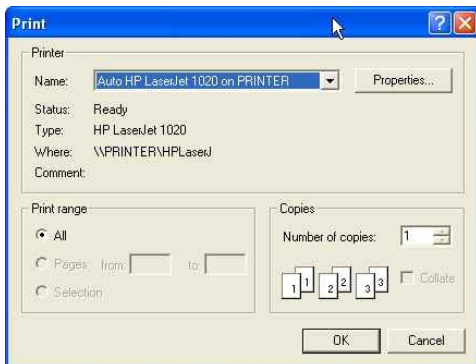 Print
Printer
Name: Auto HP LaserJet 1020 on PRINTER Properties...
Status: Ready
Type: HP LaserJet 1020
Where: \\PRINTER\HPLaserJ
Comment:
Print range
All
Pages from: to:
Selection
Copies
Number of copies: 1
1 1 2 2 3 3 Collate
OK Cancel